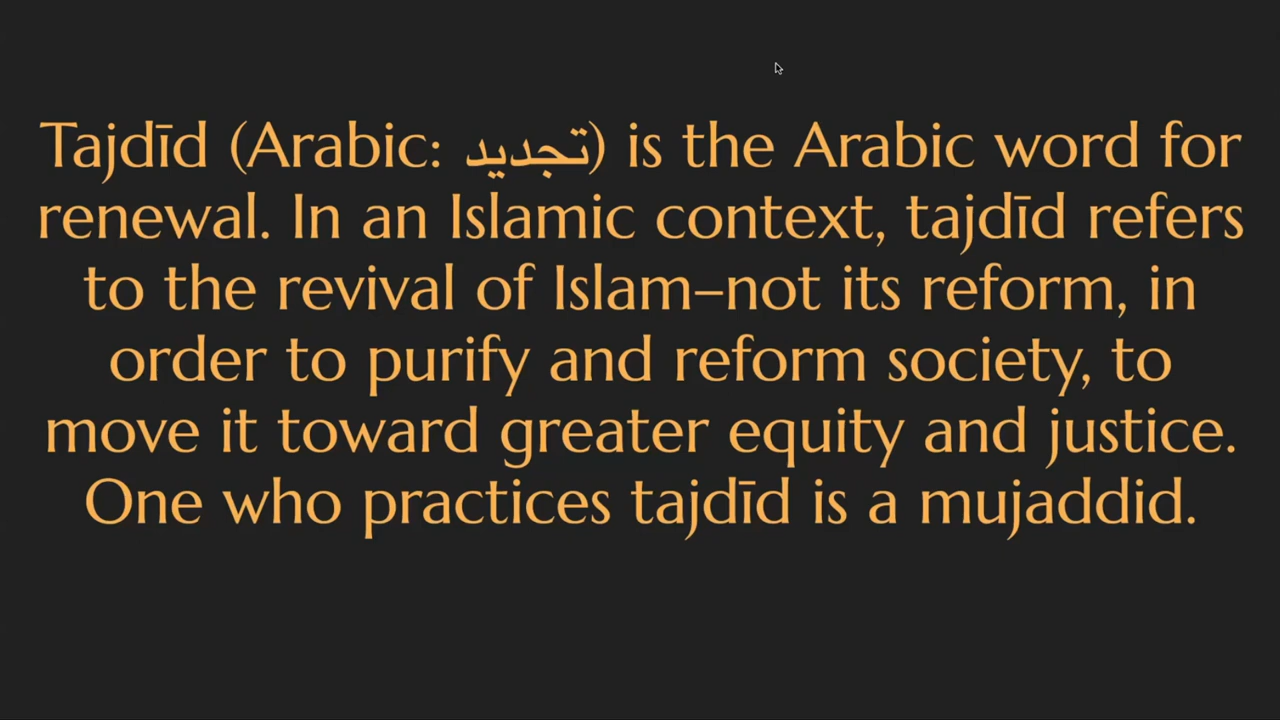 Tajdīd (Arabic: تجديد) is the Arabic word for
renewal. In an Islamic context, tajdīd refers
to the revival of Islam–not its reform, in
order to purify and reform society, to
move it toward greater equity and justice.
One who practices tajdīd is a mujaddid.